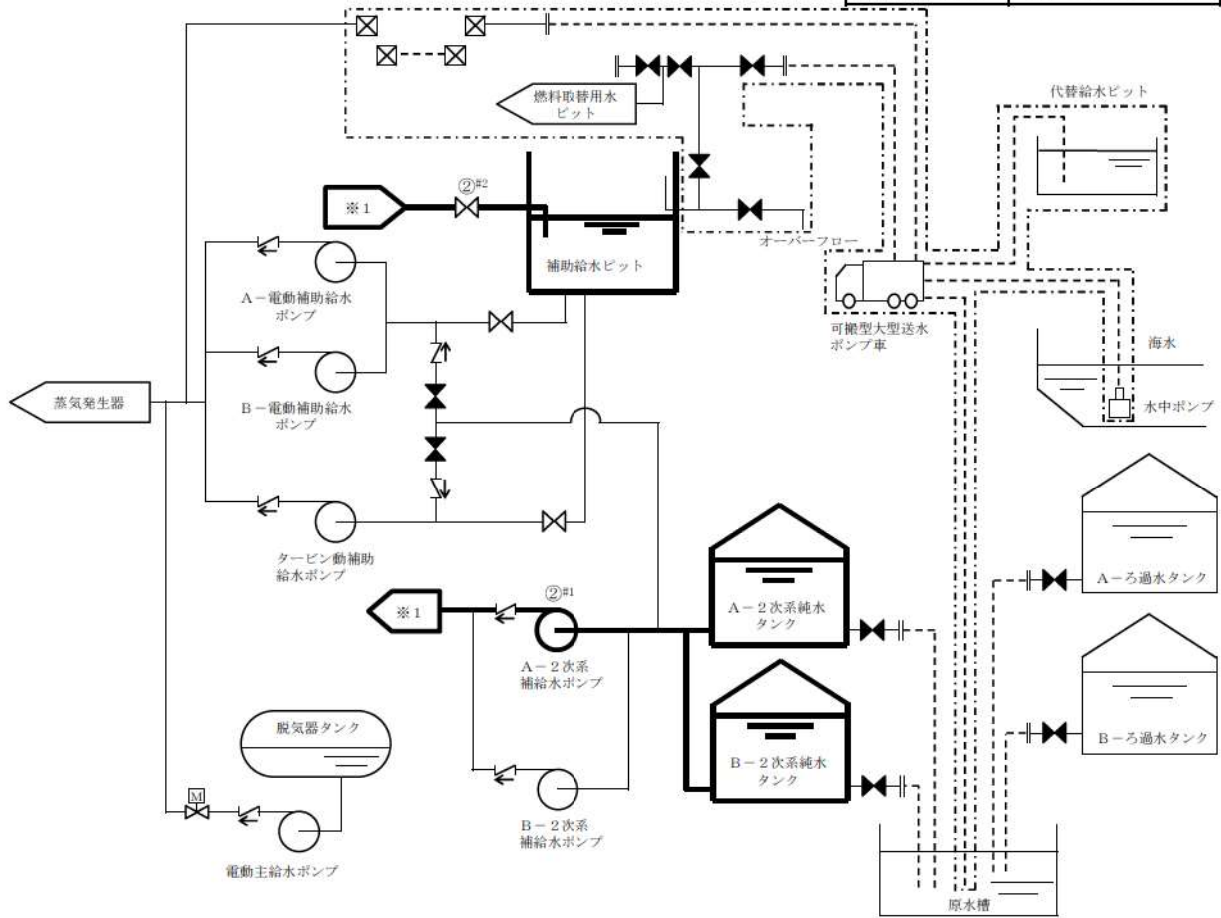 燃料取替用水
ピット
代替給水ピット
※1
②#2
オーバーフロー
補助給水ピット
A-電動補助給水
ポンプ
可搬型大型送水
ポンプ車
海水
水中ポンプ
蒸気発生器
B-電動補助給水
ポンプ
タービン動補助
給水ポンプ
※1
②#1
A-2次系
補給水ポンプ
A-2次系純水
タンク
A-ろ過水タンク
脱気器タンク
B-2次系純水
タンク
B-ろ過水タンク
M
B-2次系
補給水ポンプ
電動主給水ポンプ
原水槽